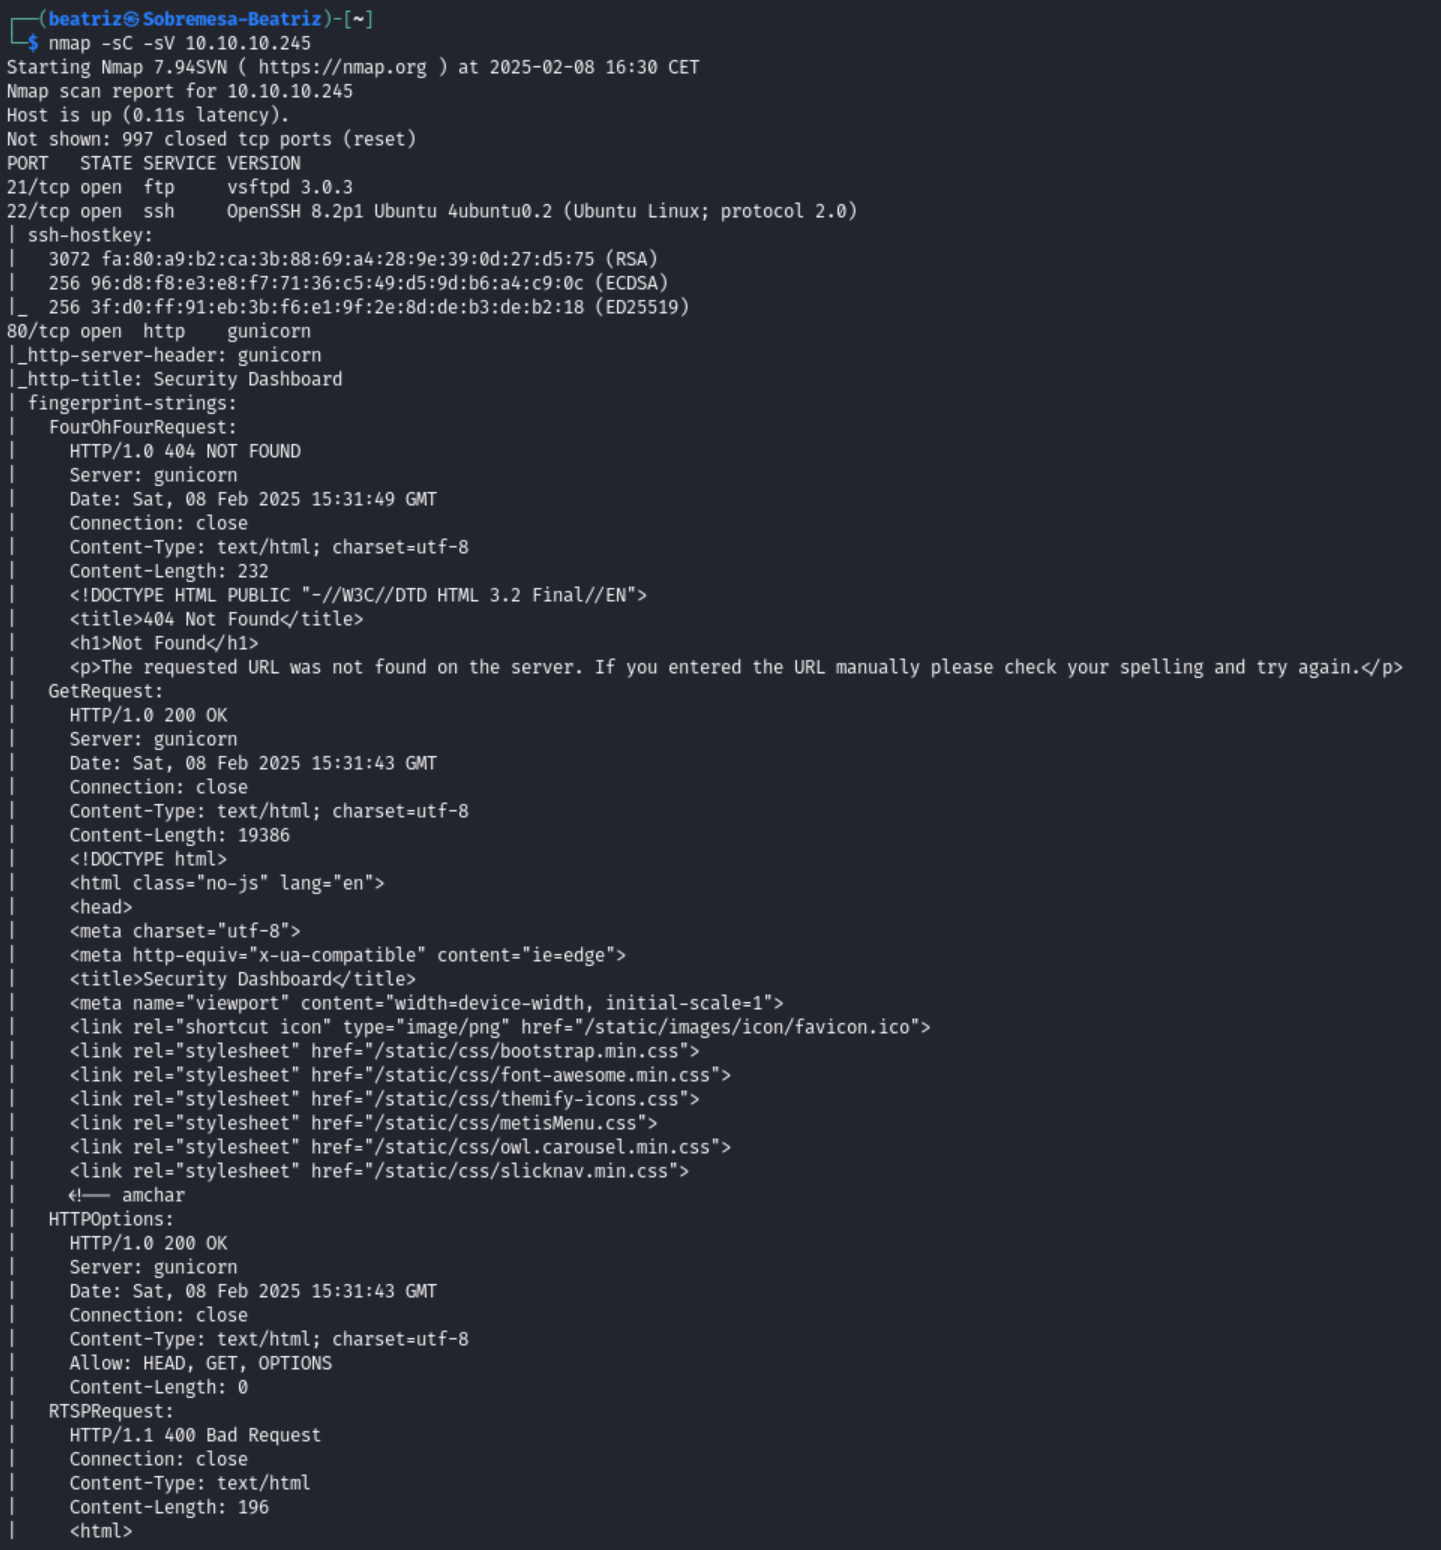 ┌──(beatriz㉿Sobremesa-Beatriz)-[~]
└─$ nmap -sC -sV 10.10.10.245
Starting Nmap 7.94SVN ( https://nmap.org ) at 2025-02-08 16:30 CET
Nmap scan report for 10.10.10.245
Host is up (0.11s latency).
Not shown: 997 closed tcp ports (reset)
PORT   STATE SERVICE VERSION
21/tcp open  ftp     vsftpd 3.0.3
22/tcp open  ssh     OpenSSH 8.2p1 Ubuntu 4ubuntu0.2 (Ubuntu Linux; protocol 2.0)
| ssh-hostkey:
|   3072 fa:80:a9:b2:ca:3b:88:69:a4:28:9e:39:0d:27:d5:75 (RSA)
|   256 96:d8:f8:e3:e8:f7:71:36:c5:49:d5:9d:b6:a4:c9:0c (ECDSA)
|_  256 3f:d0:ff:91:eb:3b:f6:e1:9f:2e:8d:de:b3:de:b2:18 (ED25519)
80/tcp open  http    gunicorn
|_http-server-header: gunicorn
|_http-title: Security Dashboard
| fingerprint-strings:
|   FourOhFourRequest:
|     HTTP/1.0 404 NOT FOUND
|     Server: gunicorn
|     Date: Sat, 08 Feb 2025 15:31:49 GMT
|     Connection: close
|     Content-Type: text/html; charset=utf-8
|     Content-Length: 232
|     <!DOCTYPE HTML PUBLIC "-//W3C//DTD HTML 3.2 Final//EN">
|     <title>404 Not Found</title>
|     <h1>Not Found</h1>
|     <p>The requested URL was not found on the server. If you entered the URL manually please check your spelling and try again.</p>
|   GetRequest:
|     HTTP/1.0 200 OK
|     Server: gunicorn
|     Date: Sat, 08 Feb 2025 15:31:43 GMT
|     Connection: close
|     Content-Type: text/html; charset=utf-8
|     Content-Length: 19386
|     <!DOCTYPE html>
|     <html class="no-js" lang="en">
|     <head>
|     <meta charset="utf-8">
|     <meta http-equiv="x-ua-compatible" content="ie=edge">
|     <title>Security Dashboard</title>
|     <meta name="viewport" content="width=device-width, initial-scale=1">
|     <link rel="shortcut icon" type="image/png" href="/static/images/icon/favicon.ico">
|     <link rel="stylesheet" href="/static/css/bootstrap.min.css">
|     <link rel="stylesheet" href="/static/css/font-awesome.min.css">
|     <link rel="stylesheet" href="/static/css/themify-icons.css">
|     <link rel="stylesheet" href="/static/css/metisMenu.css">
|     <link rel="stylesheet" href="/static/css/owl.carousel.min.css">
|     <link rel="stylesheet" href="/static/css/slicknav.min.css">
|     <!-- amchar
|   HTTPOptions:
|     HTTP/1.0 200 OK
|     Server: gunicorn
|     Date: Sat, 08 Feb 2025 15:31:43 GMT
|     Connection: close
|     Content-Type: text/html; charset=utf-8
|     Allow: HEAD, GET, OPTIONS
|     Content-Length: 0
|   RTSPRequest:
|     HTTP/1.1 400 Bad Request
|     Connection: close
|     Content-Type: text/html
|     Content-Length: 196
|     <html>